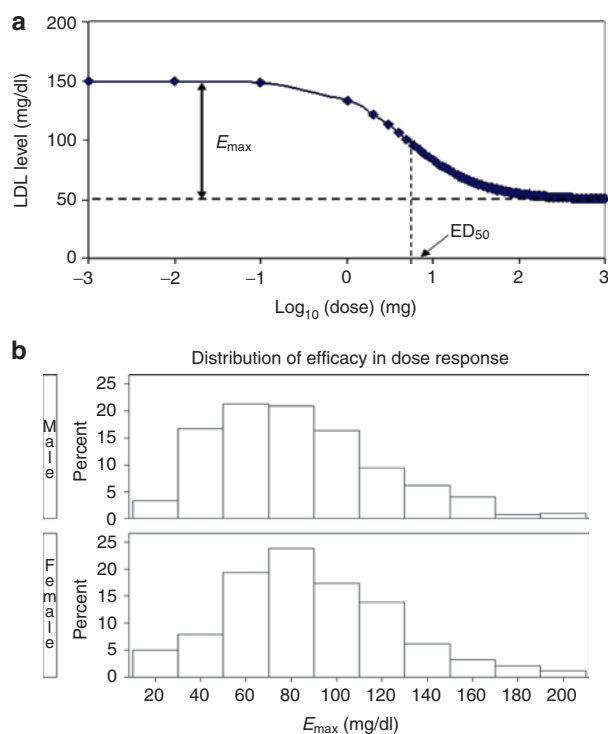 a
200
150
100
50
0
LDL level (mg/dl)
Emax
ED50
−3 −2 −1 0 1 2 3
Log10 (dose) (mg)
b
Distribution of efficacy in dose response
Male
Percent
25
20
15
10
5
0
Female
Percent
25
20
15
10
5
0
20 40 60 80 100 120 140 160 180 200
Emax (mg/dl)